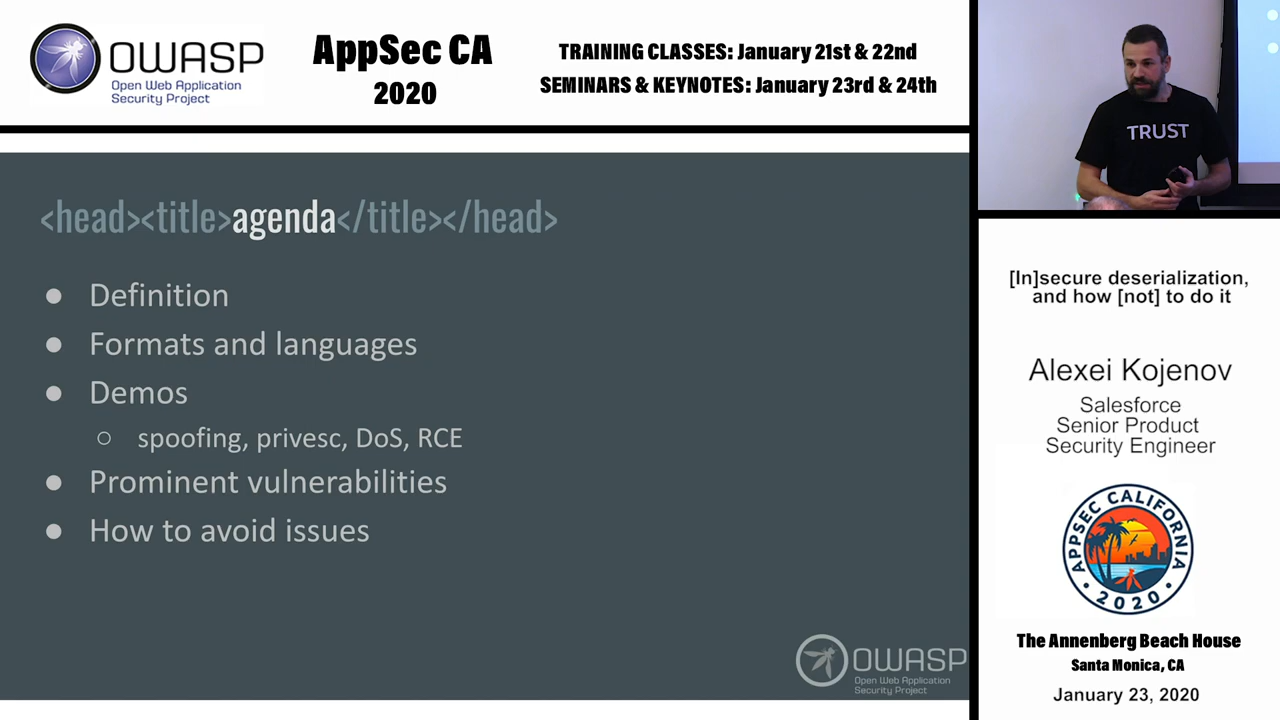 OWASP
Open Web Application
Security Project
AppSec CA
2020
TRAINING CLASSES: January 21st & 22nd
SEMINARS & KEYNOTES: January 23rd & 24th
TRUST
<head><title>agenda</title></head>
● Definition
● Formats and languages
● Demos
○ spoofing, privesc, DoS, RCE
● Prominent vulnerabilities
● How to avoid issues
OWASP
Open Web Application
Security Project
[In]secure deserialization,
and how [not] to do it
Alexei Kojenov
Salesforce
Senior Product
Security Engineer
APPSEC CALIFORNIA
• 2020 •
The Annenberg Beach House
Santa Monica, CA
January 23, 2020